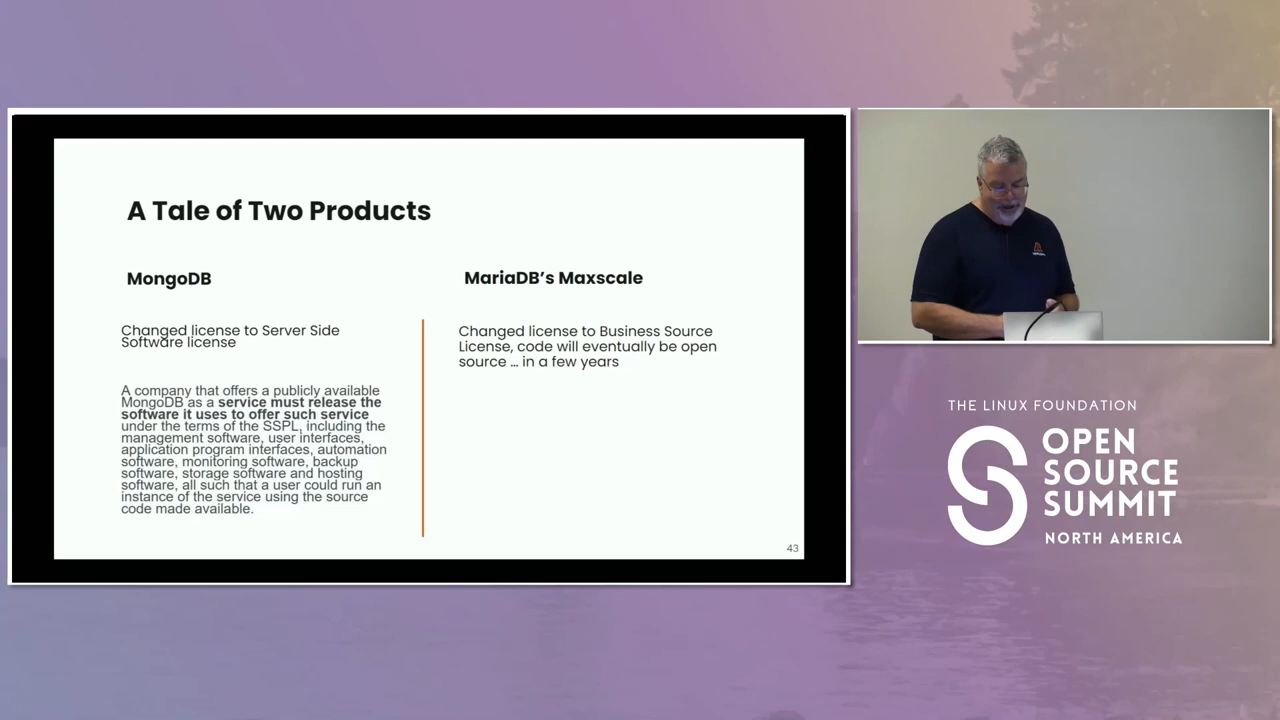 A Tale of Two Products
MongoDB
Changed license to Server Side
Software license
A company that offers a publicly available
MongoDB as a service must release the
software it uses to offer such service
under the terms of the SSPL, including the
management software, user interfaces,
application program interfaces, automation
software, monitoring software, backup
software, storage software and hosting
software, all such that a user could run an
instance of the service using the source
code made available.
MariaDB’s Maxscale
Changed license to Business Source
License, code will eventually be open
source ... in a few years
43
THE LINUX FOUNDATION
OPEN
SOURCE
SUMMIT
NORTH AMERICA